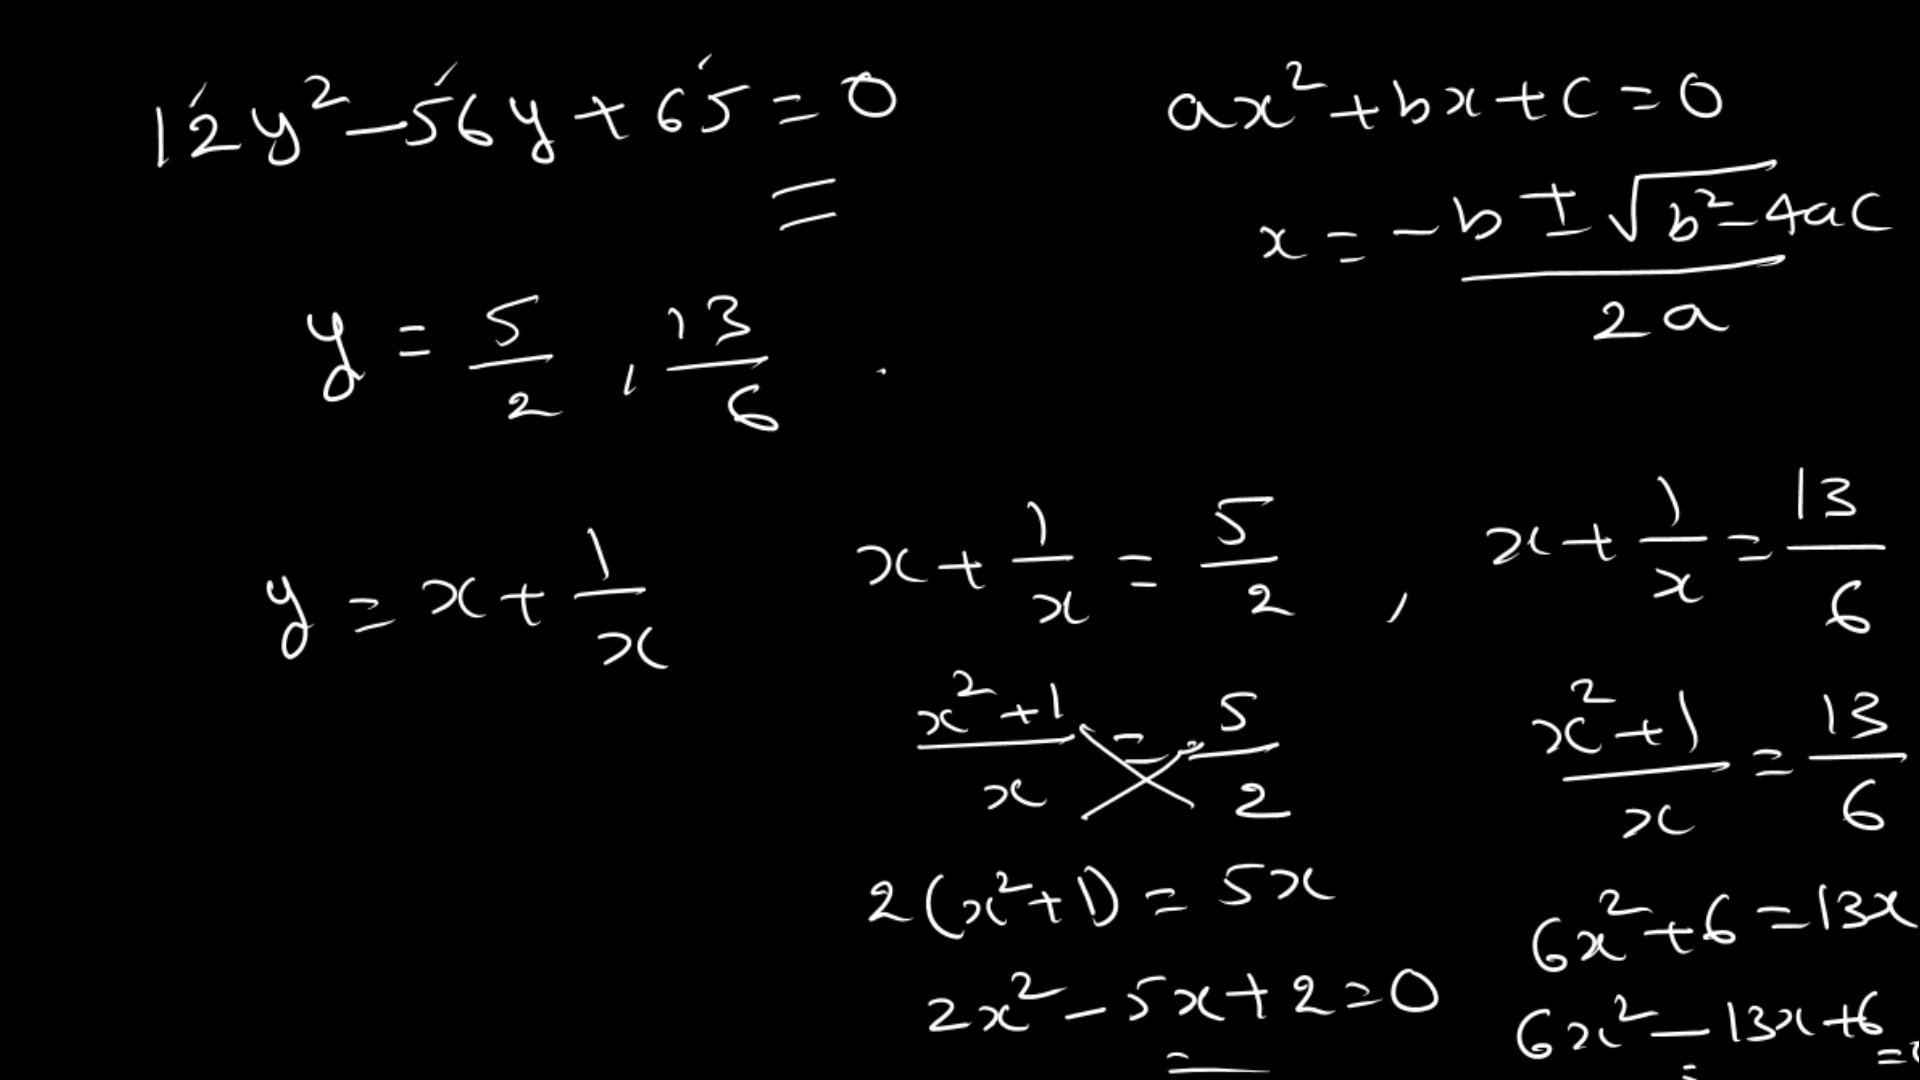 12y² - 56y + 65 = 0
=
y = 5/2 , 13/6 .
ax² + bx + c = 0
x = -b ± √b² - 4ac / 2a
y = x + 1/x
x + 1/x = 5/2 , x + 1/x = 13/6
x² + 1 / x = 5/2
2(x² + 1) = 5x
2x² - 5x + 2 = 0
=
x² + 1 / x = 13/6
6x² + 6 = 13x
6x² - 13x + 6 =